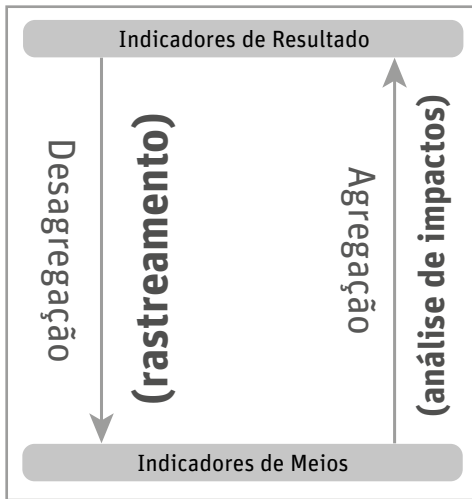 Indicadores de Resultado
Desagregação
(rastreamento)
Agregação
(análise de impactos)
Indicadores de Meios